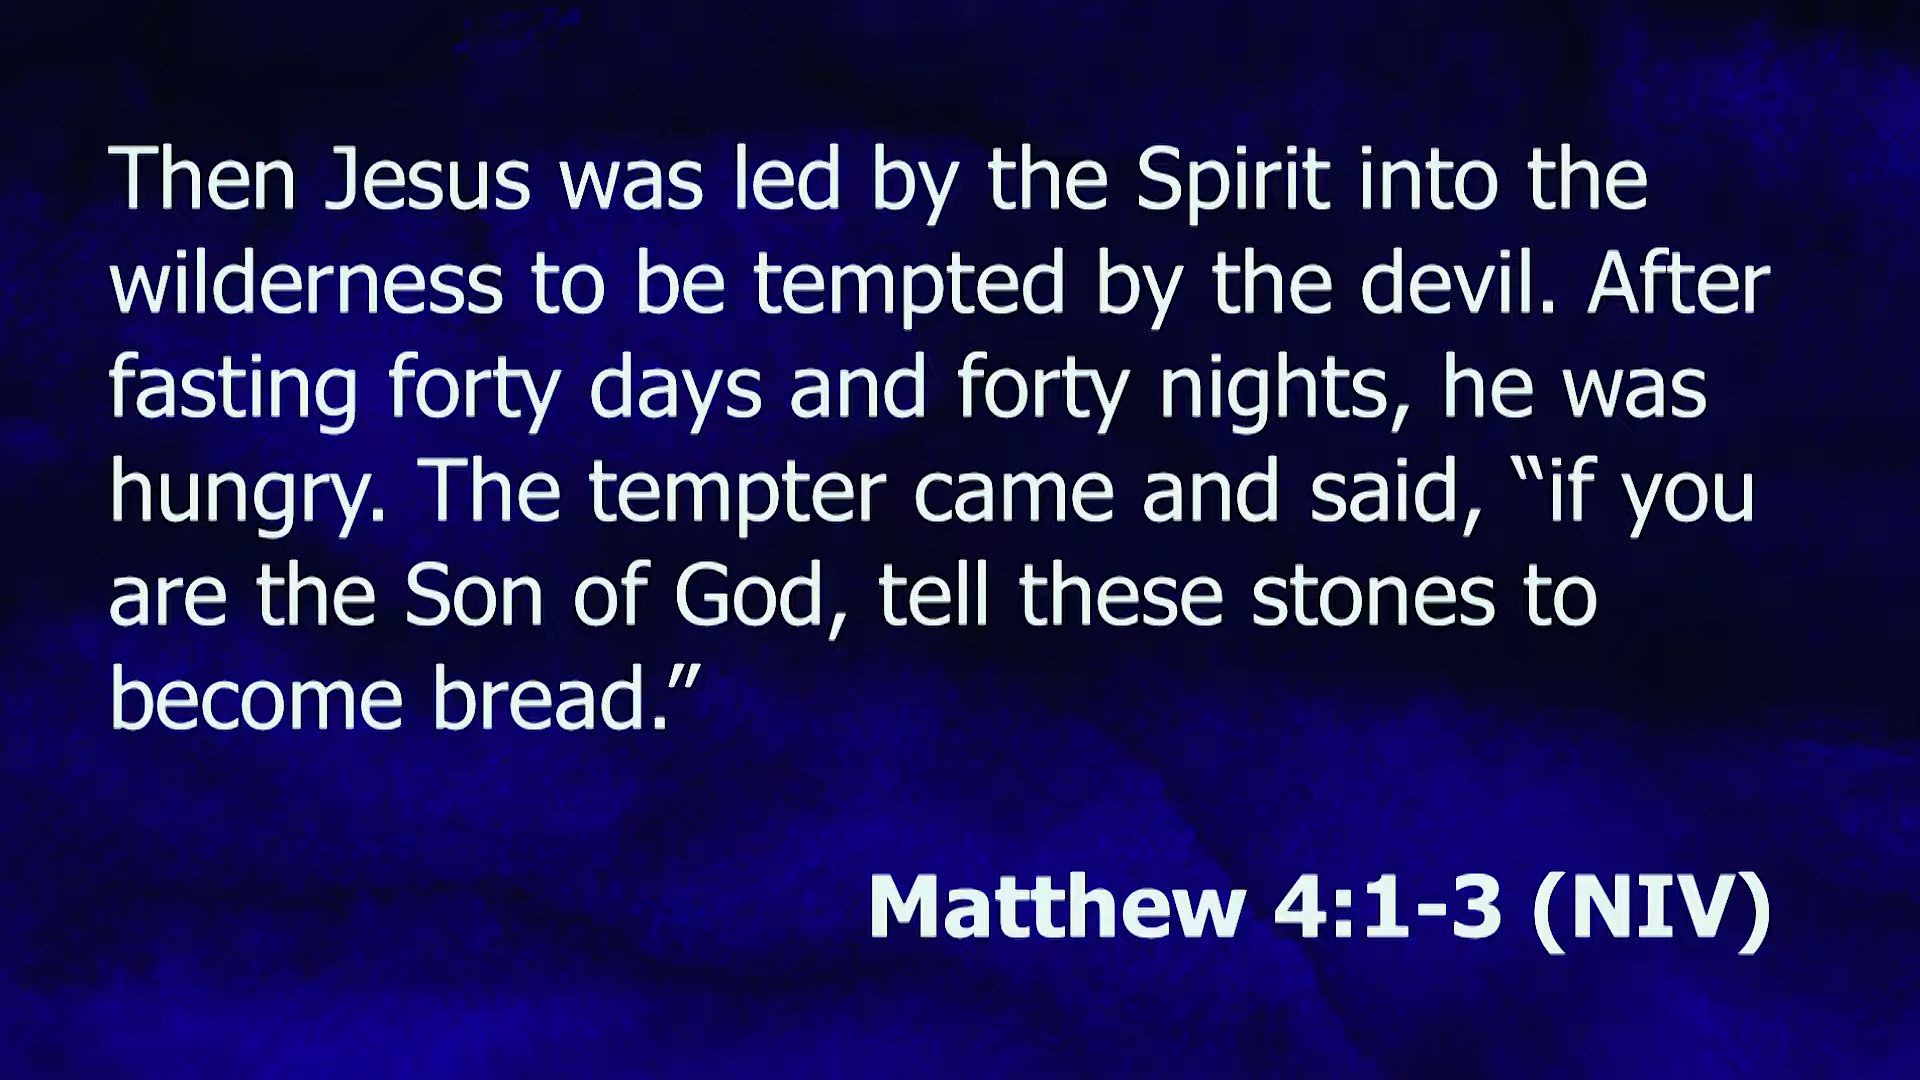 Then Jesus was led by the Spirit into the
wilderness to be tempted by the devil. After
fasting forty days and forty nights, he was
hungry. The tempter came and said, “if you
are the Son of God, tell these stones to
become bread.”
Matthew 4:1-3 (NIV)